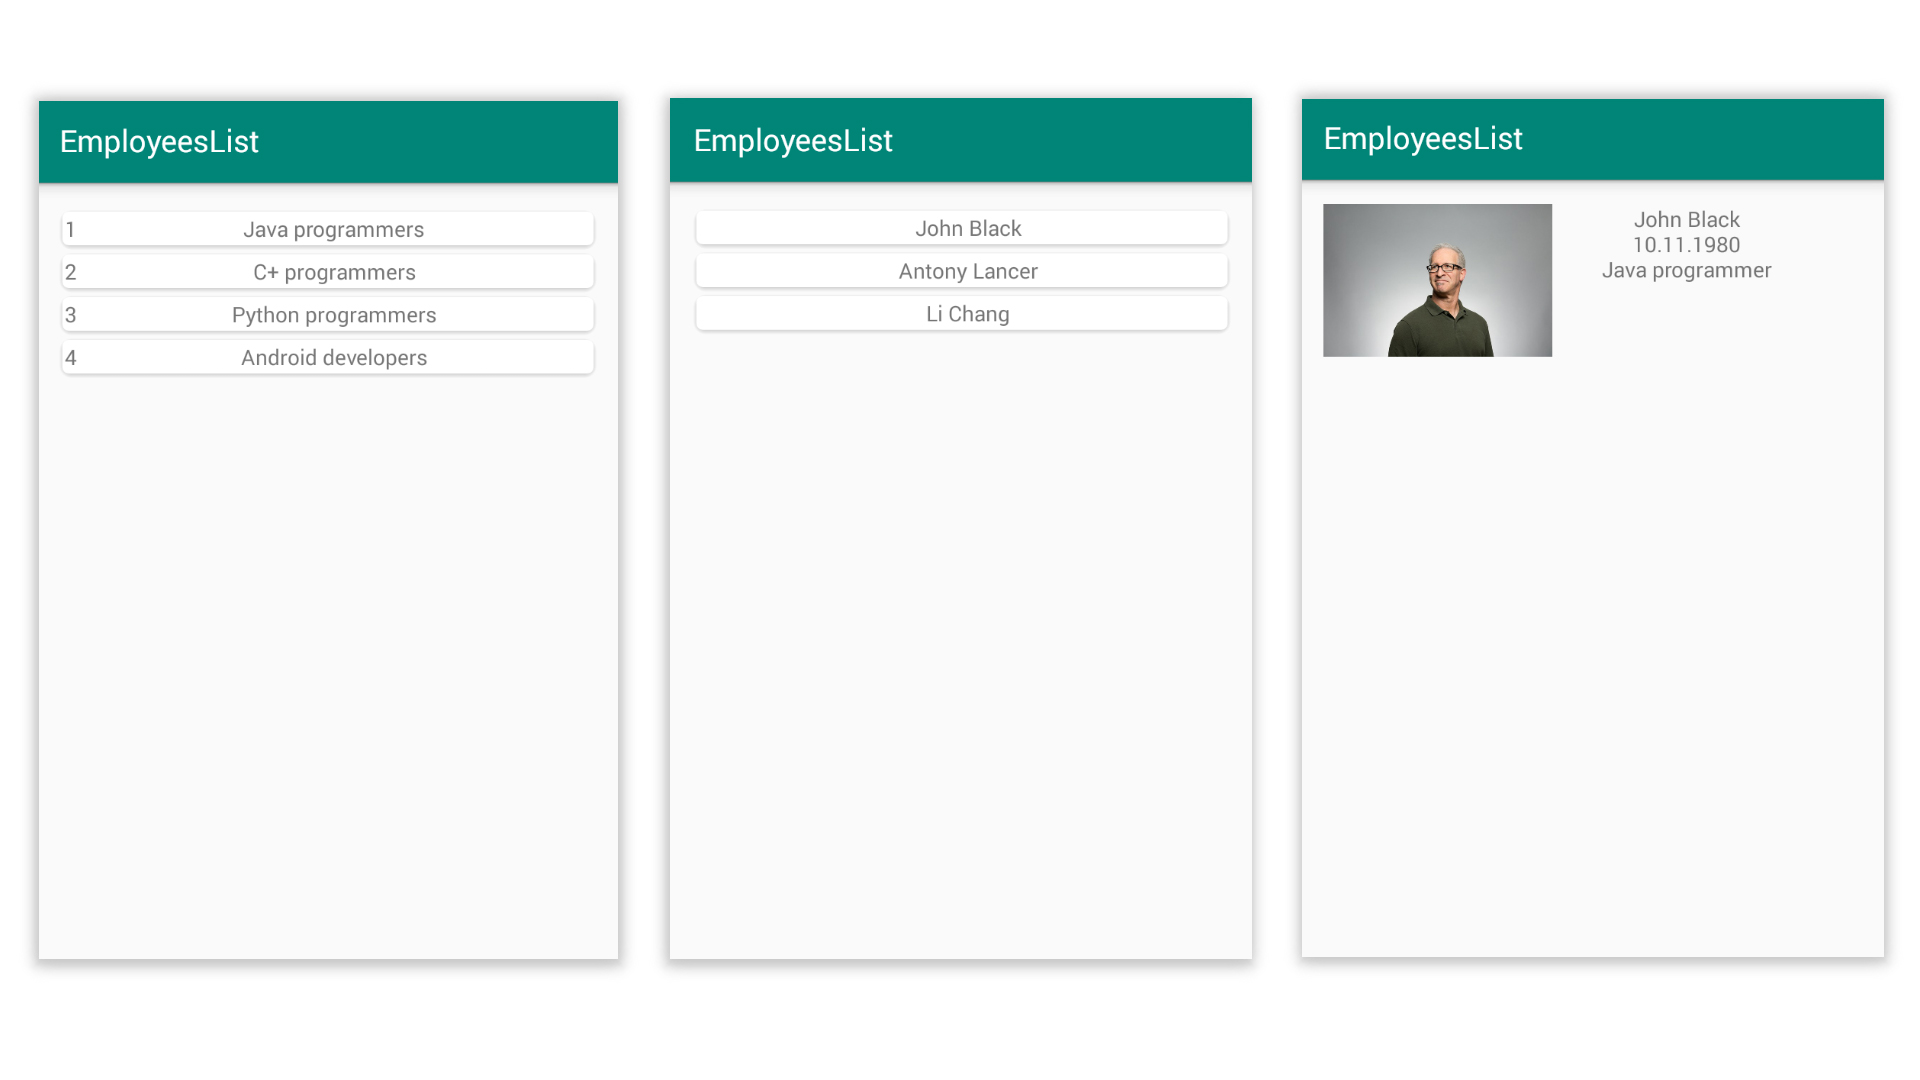 EmployeesList
1 Java programmers
2 C+ programmers
3 Python programmers
4 Android developers
EmployeesList
John Black
Antony Lancer
Li Chang
EmployeesList
John Black
10.11.1980
Java programmer